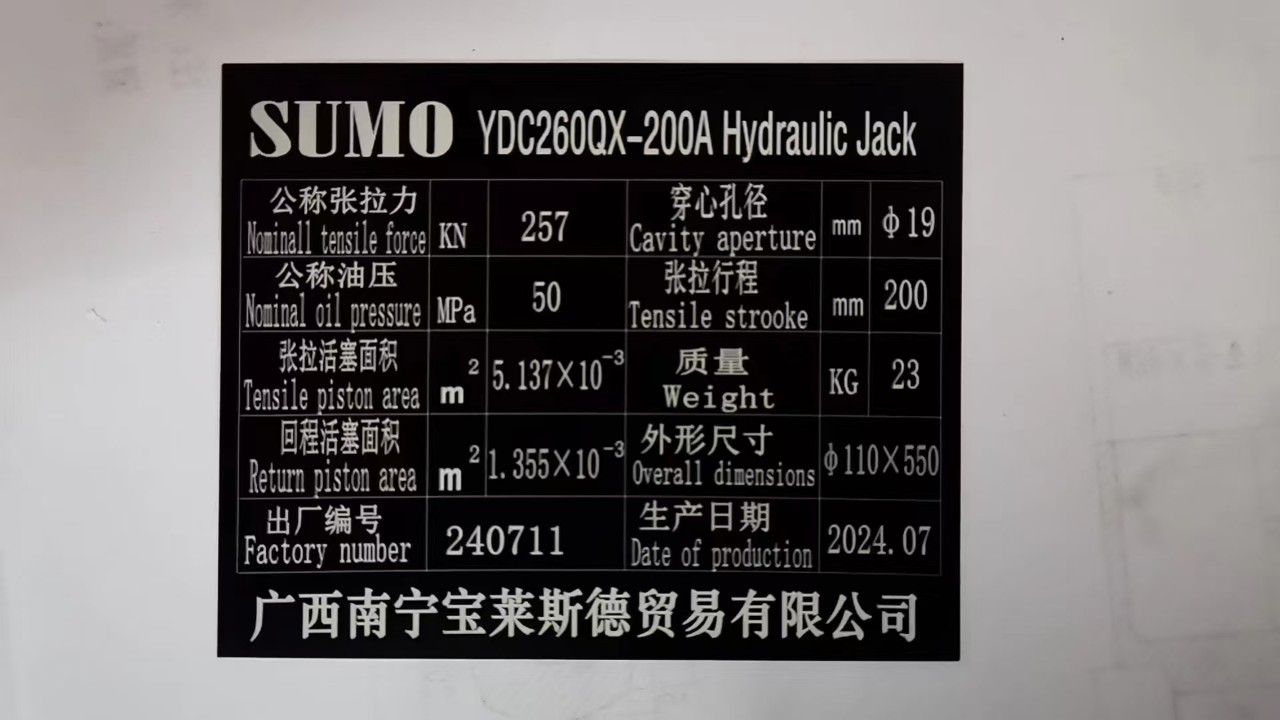 SUMO YDC260QX-200A Hydraulic Jack
公称张拉力 Nominall tensile force KN 257 穿心孔径 Cavity aperture mm ф19
公称油压 Nominal oil pressure MPa 50 张拉行程 Tensile strooke mm 200
张拉活塞面积 Tensile piston area m² 5.137×10⁻³ 质量 Weight KG 23
回程活塞面积 Return piston area m² 1.355×10⁻³ 外形尺寸 Overall dimensions ф110×550
出厂编号 Factory number 240711 生产日期 Date of production 2024.07
广西南宁宝莱斯德贸易有限公司